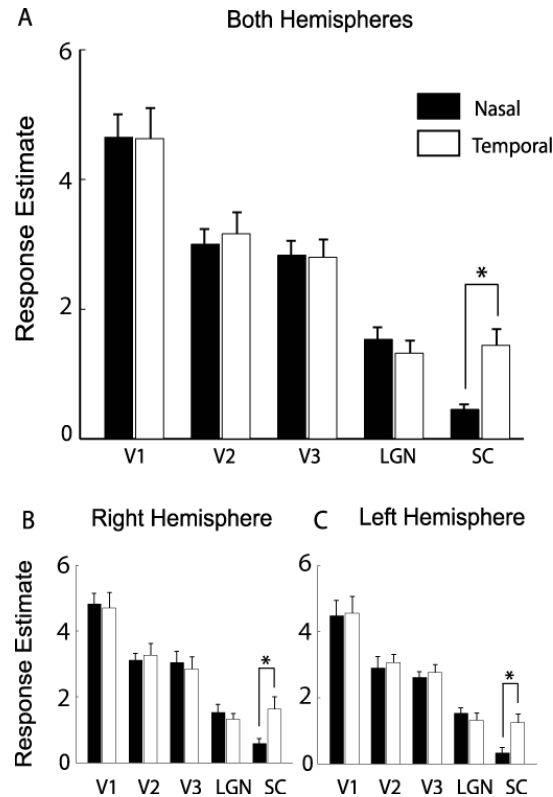 A
Both Hemispheres
6
4
2
0
Response Estimate
Nasal
Temporal
*
V1 V2 V3 LGN SC
B Right Hemisphere
6
4
2
0
Response Estimate
*
V1 V2 V3 LGN SC
C Left Hemisphere
6
4
2
0
*
V1 V2 V3 LGN SC